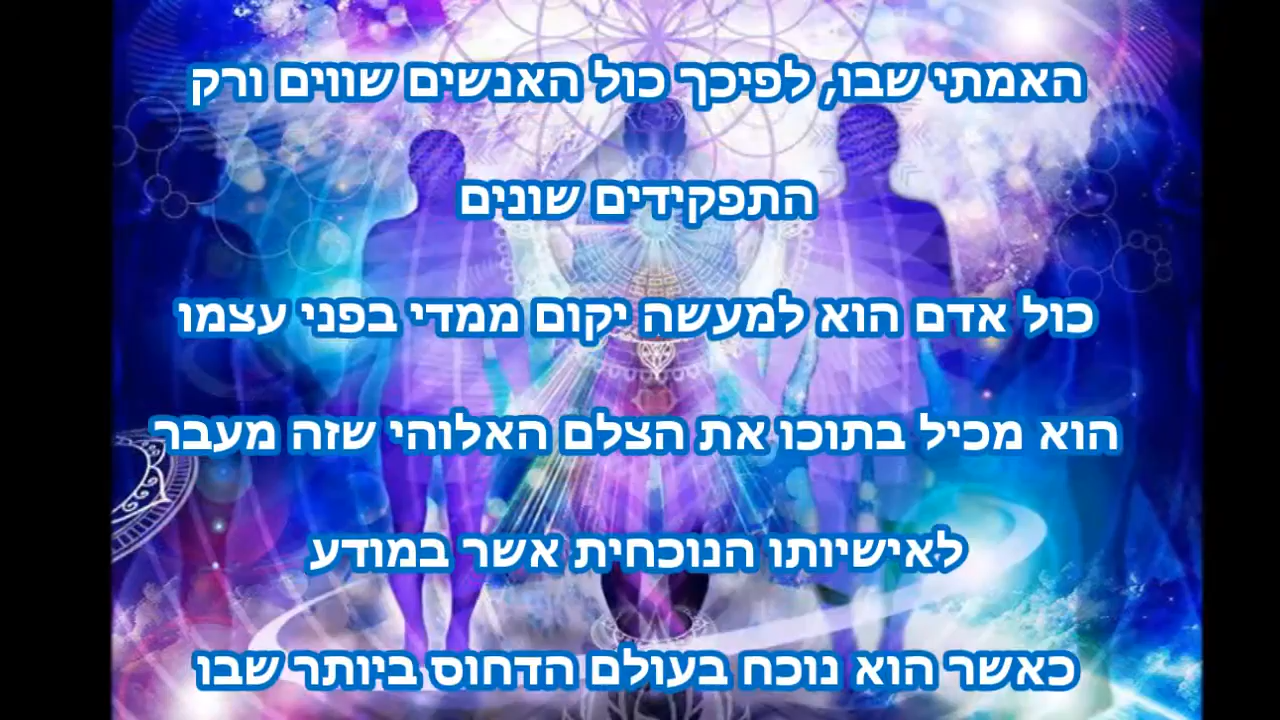 האמתי שבו, לפיכך כול האנשים שווים ורק
התפקידים שונים
כול אדם הוא למעשה יקום ממדי בפני עצמו
הוא מכיל בתוכו את הצלם האלוהי שזה מעבר
לאישיותו הנוכחית אשר במודע
כאשר הוא נוכח בעולם הדחוס ביותר שבו